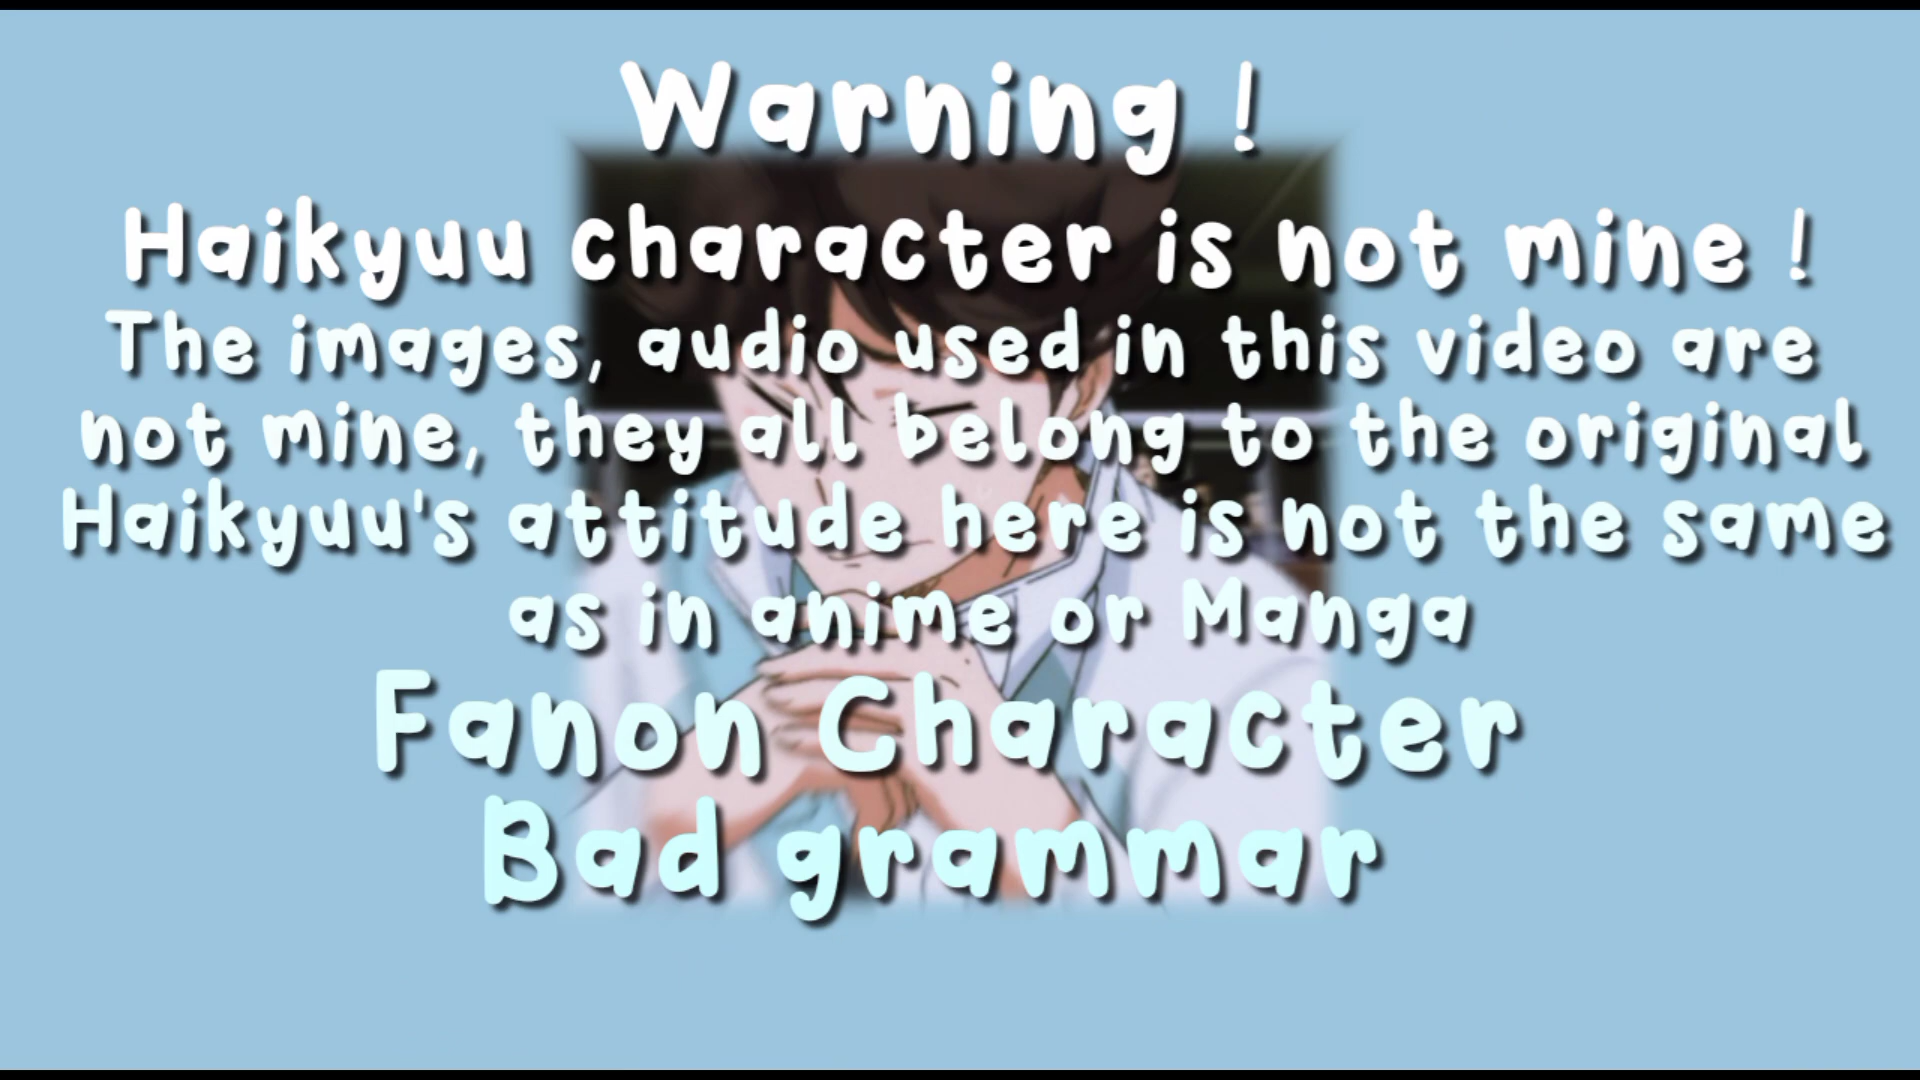 Warning !
Haikyuu character is not mine !
The images, audio used in this video are
not mine, they all belong to the original
Haikyuu's attitude here is not the same
as in anime or Manga
Fanon Character
Bad grammar